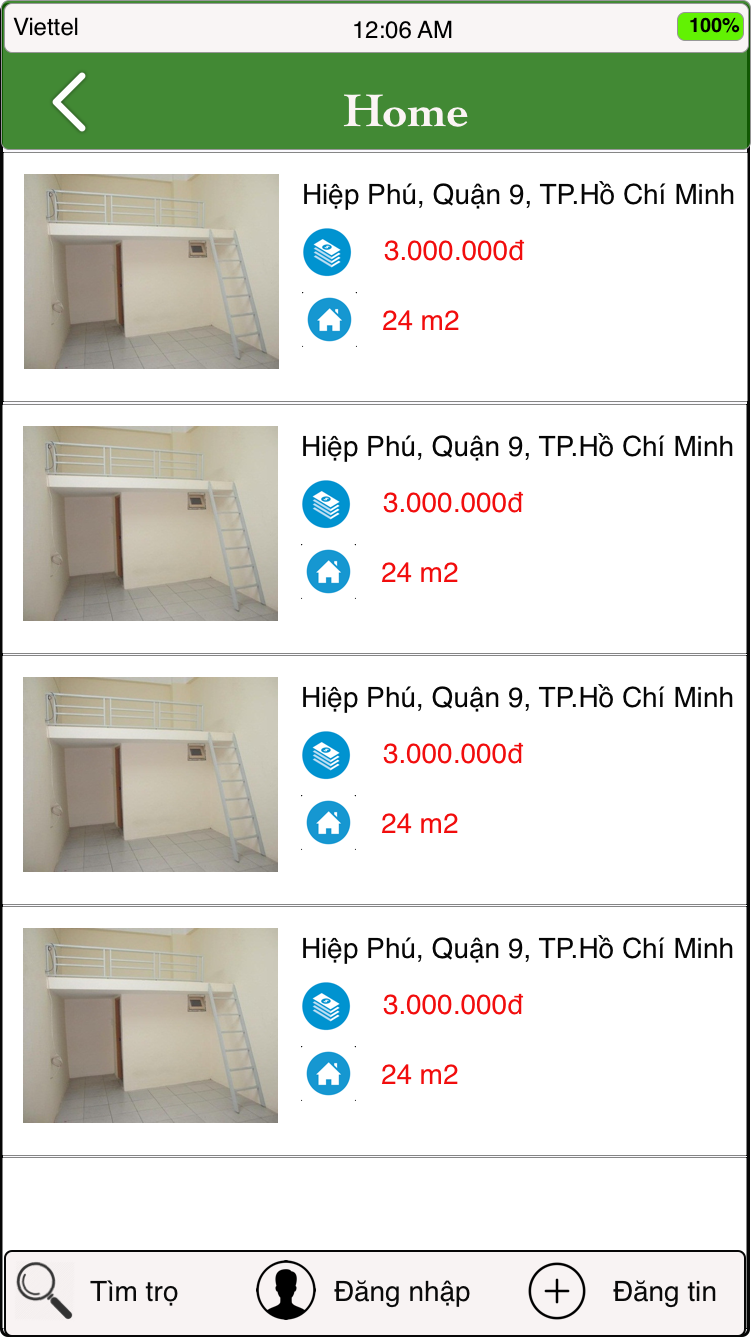 Viettel 12:06 AM 100%
Home
Hiệp Phú, Quận 9, TP.Hồ Chí Minh
3.000.000đ
24 m2
Hiệp Phú, Quận 9, TP.Hồ Chí Minh
3.000.000đ
24 m2
Hiệp Phú, Quận 9, TP.Hồ Chí Minh
3.000.000đ
24 m2
Hiệp Phú, Quận 9, TP.Hồ Chí Minh
3.000.000đ
24 m2
Tìm trọ Đăng nhập Đăng tin